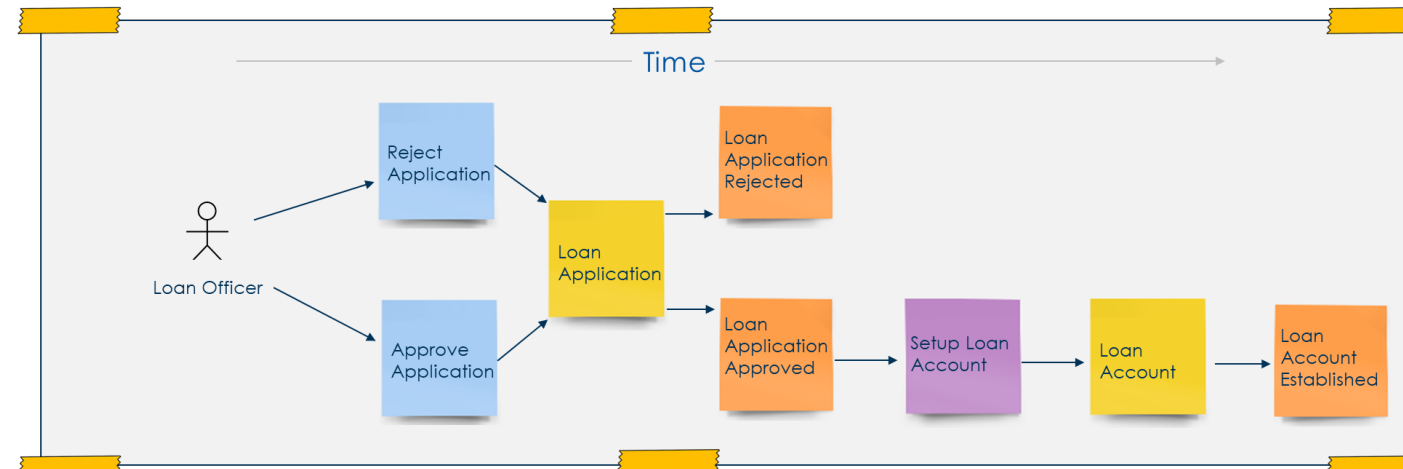 Time
Loan Officer
Reject
Application
Approve
Application
Loan
Application
Loan
Application
Rejected
Loan
Application
Approved
Setup Loan
Account
Loan
Account
Loan
Account
Established